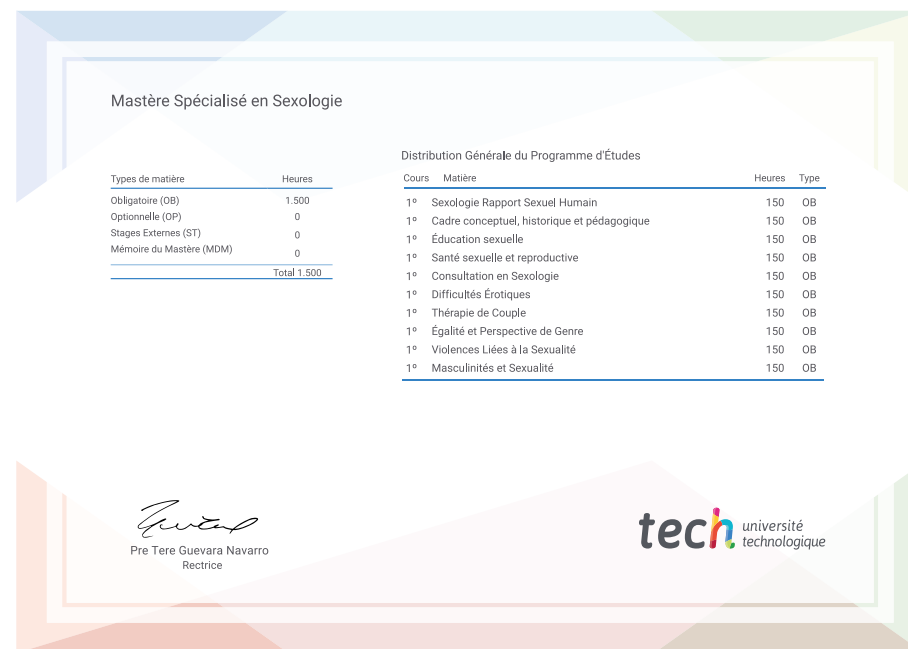 Mastère Spécialisé en Sexologie
Types de matière Heures
Obligatoire (OB) 1.500
Optionnelle (OP) 0
Stages Externes (ST) 0
Mémoire du Mastère (MDM) 0
Total 1.500
Distribution Générale du Programme d'Études
Cours Matière Heures Type
1º Sexologie Rapport Sexuel Humain 150 OB
1º Cadre conceptuel, historique et pédagogique 150 OB
1º Éducation sexuelle 150 OB
1º Santé sexuelle et reproductive 150 OB
1º Consultation en Sexologie 150 OB
1º Difficultés Érotiques 150 OB
1º Thérapie de Couple 150 OB
1º Égalité et Perspective de Genre 150 OB
1º Violences Liées à la Sexualité 150 OB
1º Masculinités et Sexualité 150 OB
Pre Tere Guevara Navarro
Rectrice
tech université
technologique